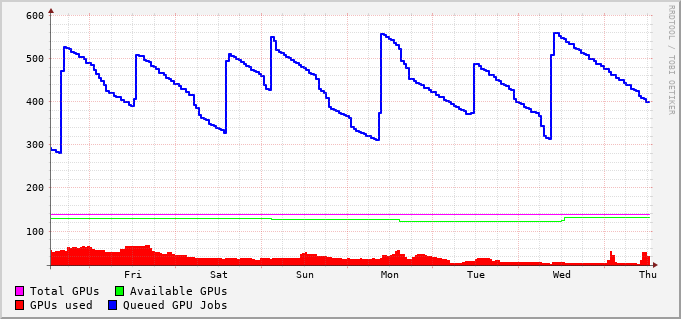 600
500
400
300
200
100
Fri Sat Sun Mon Tue Wed Thu
Total GPUs Available GPUs
GPUs used Queued GPU Jobs
RRDTOOL / TOBI OETIKER